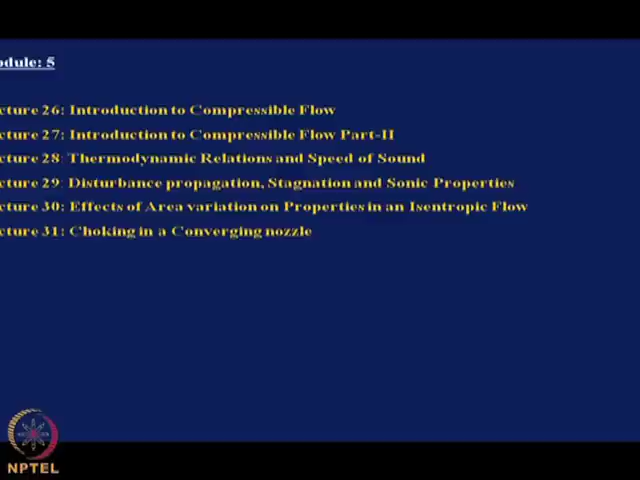 odule: 5
cture 26: Introduction to Compressible Flow
cture 27: Introduction to Compressible Flow Part-II
cture 28: Thermodynamic Relations and Speed of Sound
cture 29: Disturbance propagation, Stagnation and Sonic Properties
cture 30: Effects of Area variation on Properties in an Isentropic Flow
cture 31: Choking in a Converging nozzle
NPTEL